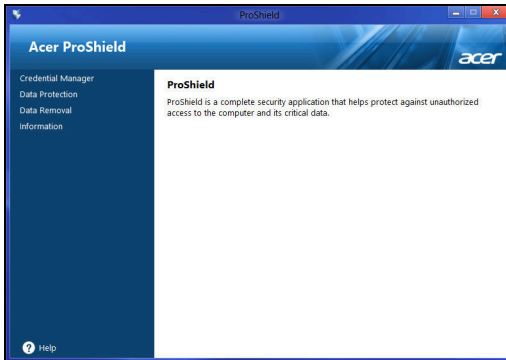 ProShield
Acer ProShield
acer
Credential Manager
Data Protection
Data Removal
Information
ProShield
ProShield is a complete security application that helps protect against unauthorized
access to the computer and its critical data.
? Help